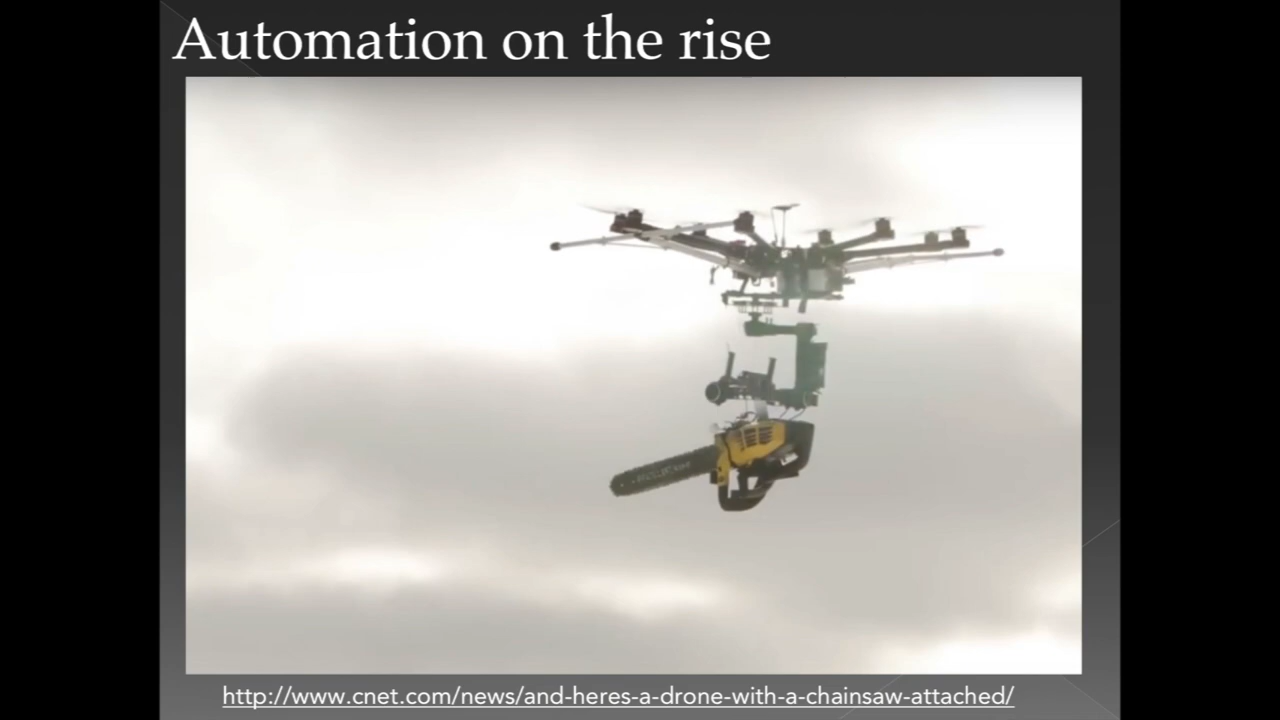 Automation on the rise
http://www.cnet.com/news/and-heres-a-drone-with-a-chainsaw-attached/